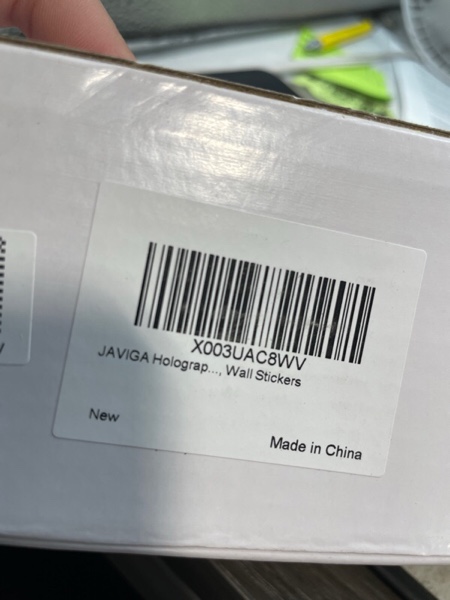 X003UAC8WV
JAVIGA Holograp..., Wall Stickers
New
Made in China